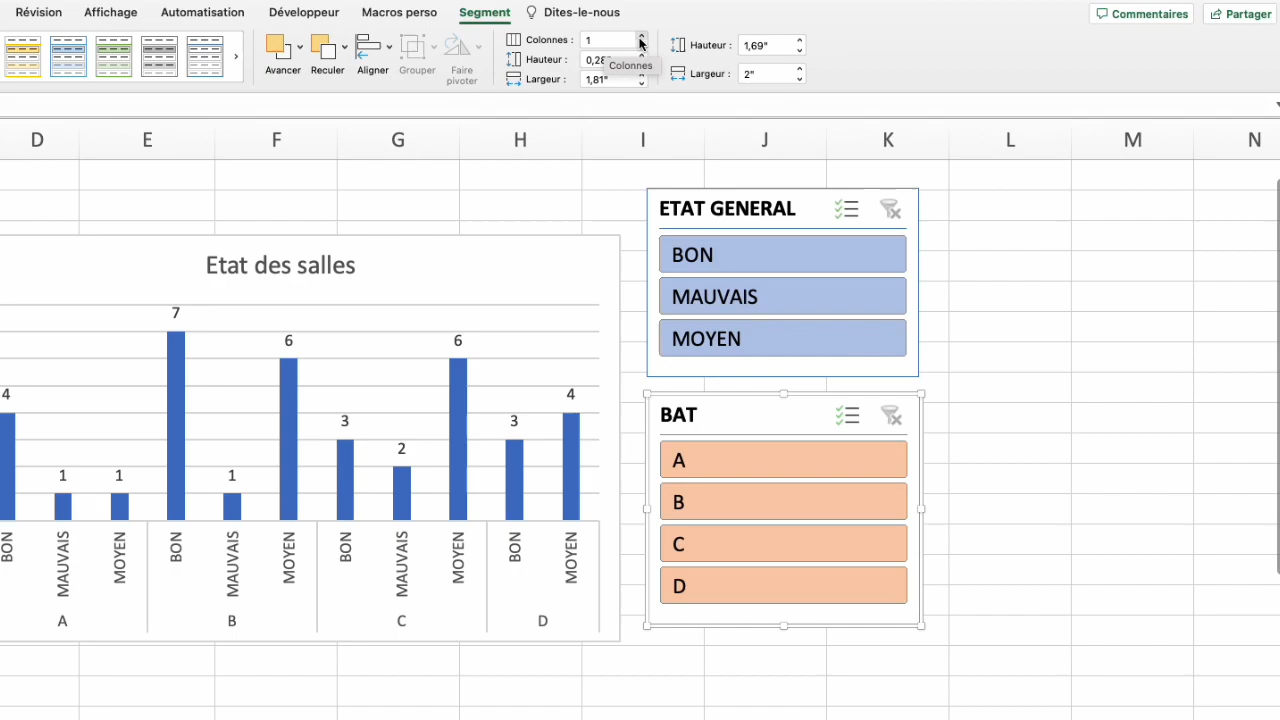 Révision Affichage Automatisation Développeur Macros perso Segment Dites-le-nous Commentaires Partager
Colonnes : 1
Hauteur : 0,28"
Largeur : 1,81"
Colonnes
Hauteur : 1,69"
Largeur : 2"
Avancer Reculer Aligner Grouper Faire
pivoter
D E F G H I J K L M N
Etat des salles
4 1 1 7 1 6 3 2 6 3 4
BON MAUVAIS MOYEN BON MAUVAIS MOYEN BON MAUVAIS MOYEN BON MOYEN
A B C D
ETAT GENERAL
BON
MAUVAIS
MOYEN
BAT
A
B
C
D